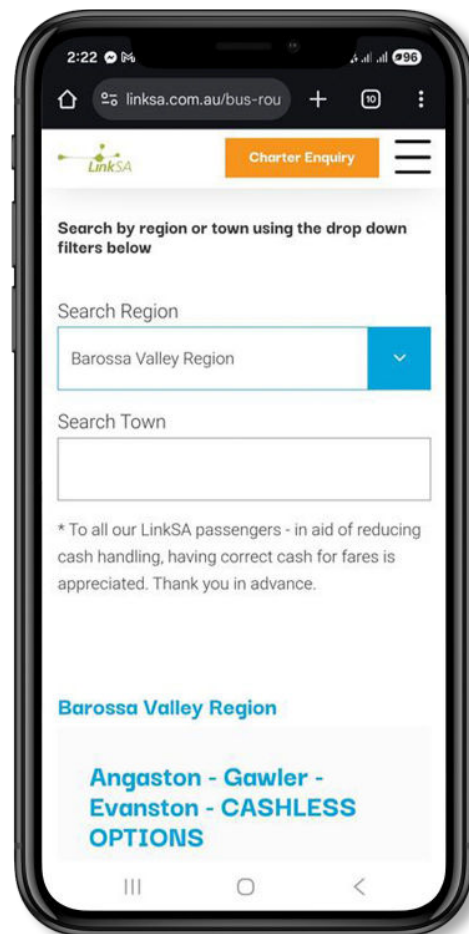 2:22
96
linksa.com.au/bus-rou
10
LinkSA
Charter Enquiry
Search by region or town using the drop down
filters below
Search Region
Barossa Valley Region
Search Town
* To all our LinkSA passengers - in aid of reducing
cash handling, having correct cash for fares is
appreciated. Thank you in advance.
Barossa Valley Region
Angaston - Gawler -
Evanston - CASHLESS
OPTIONS